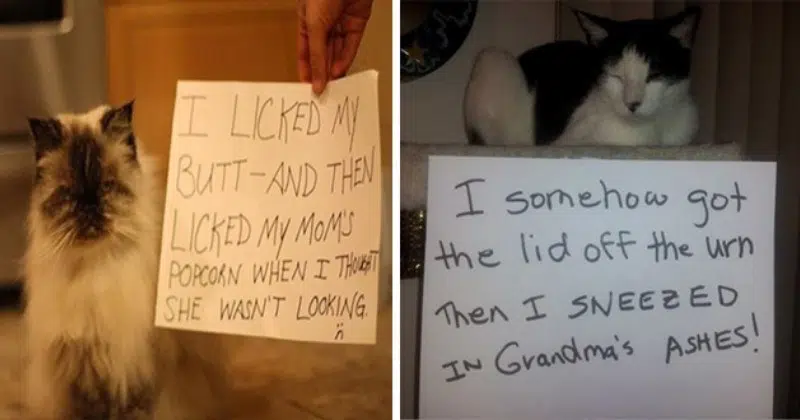 I LICKED MY
BUTT-AND THEN
LICKED MY MOM'S
POPCORN WHEN I THOUGHT
SHE WASN'T LOOKING.
:(
I somehow got
the lid off the urn
Then I SNEEZED
IN Grandma's ASHES!